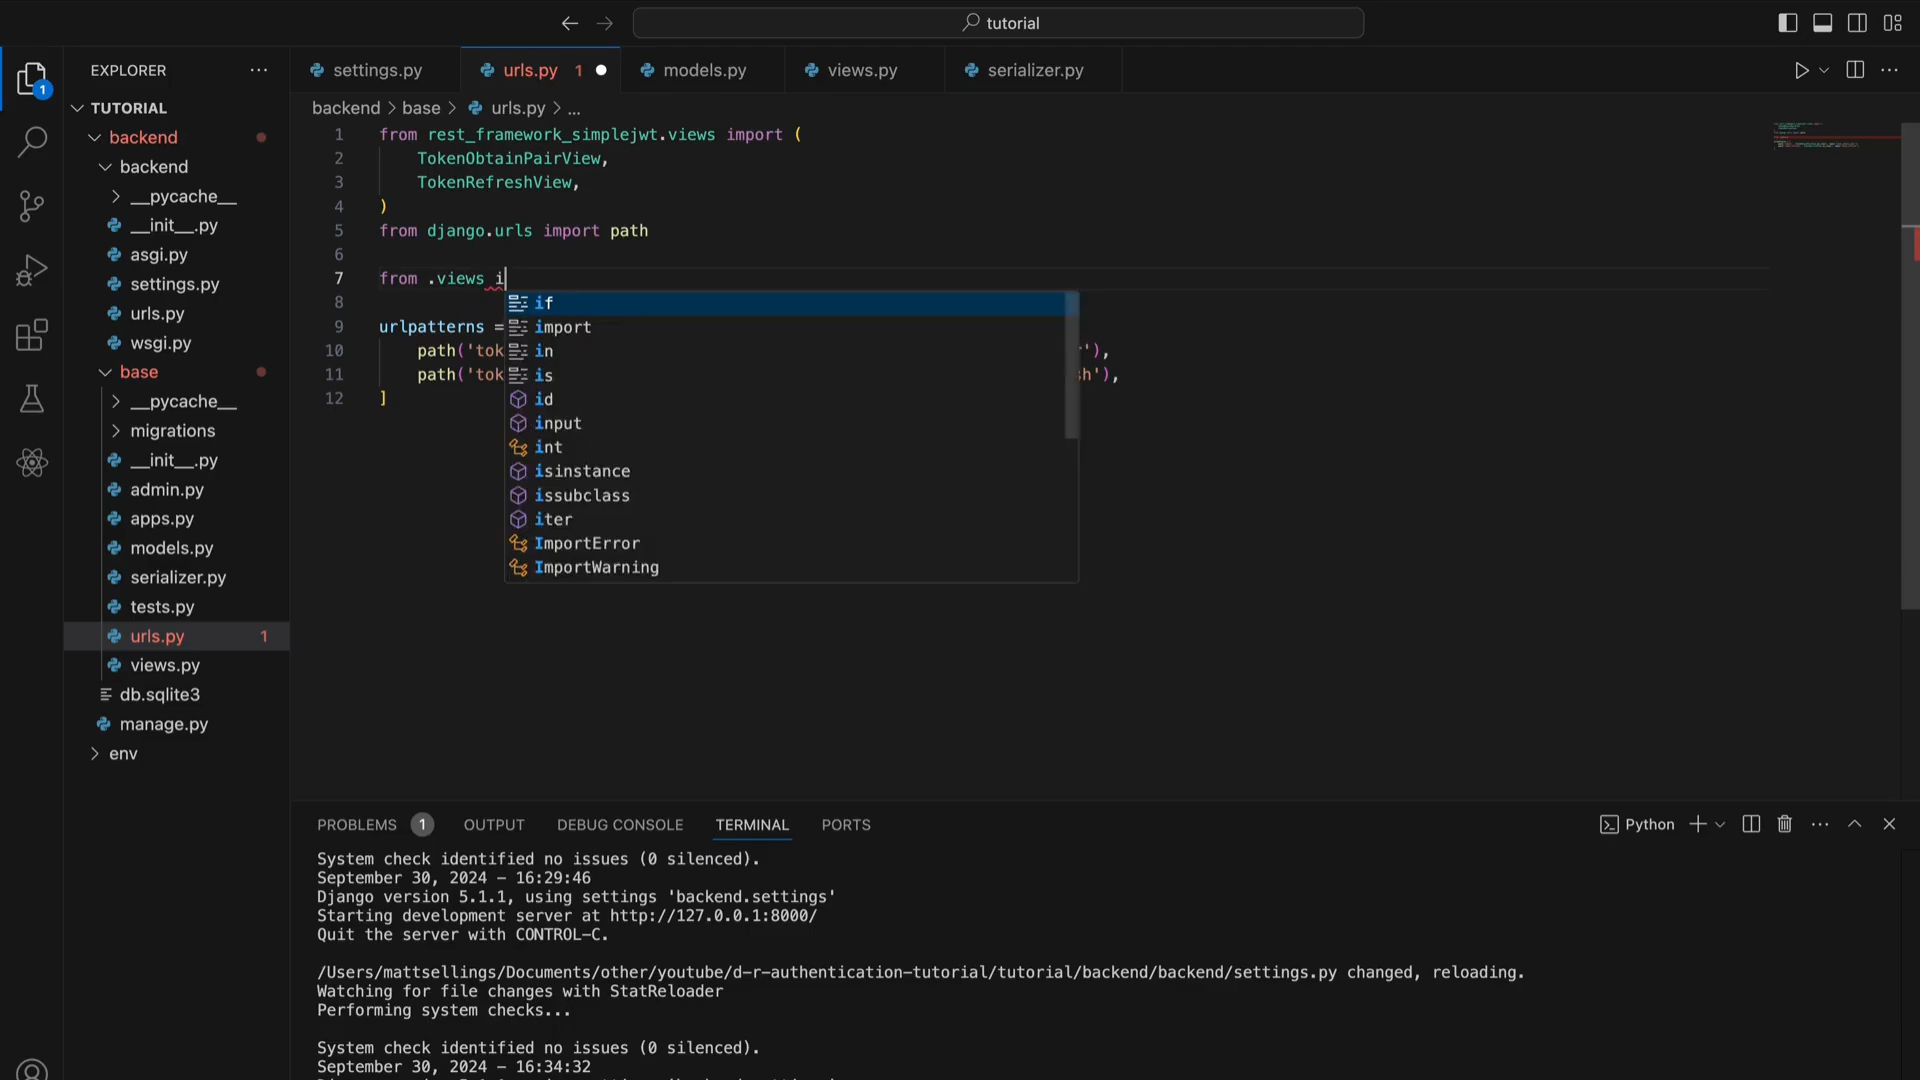 tutorial
EXPLORER
TUTORIAL
backend
backend
__pycache__
__init__.py
asgi.py
settings.py
urls.py
wsgi.py
base
__pycache__
migrations
__init__.py
admin.py
apps.py
models.py
serializer.py
tests.py
urls.py 1
views.py
db.sqlite3
manage.py
env
1
settings.py urls.py 1 models.py views.py serializer.py
backend > base > urls.py > ...
1 from rest_framework_simplejwt.views import (
2 TokenObtainPairView,
3 TokenRefreshView,
4 )
5 from django.urls import path
6
7 from .views i
8
9 urlpatterns =
10 path('tok '),
11 path('tok h'),
12 ]
if
import
in
is
id
input
int
isinstance
issubclass
iter
ImportError
ImportWarning
PROBLEMS 1 OUTPUT DEBUG CONSOLE TERMINAL PORTS
Python
System check identified no issues (0 silenced).
September 30, 2024 - 16:29:46
Django version 5.1.1, using settings 'backend.settings'
Starting development server at http://127.0.0.1:8000/
Quit the server with CONTROL-C.
/Users/mattsellings/Documents/other/youtube/d-r-authentication-tutorial/tutorial/backend/backend/settings.py changed, reloading.
Watching for file changes with StatReloader
Performing system checks...
System check identified no issues (0 silenced).
September 30, 2024 - 16:34:32